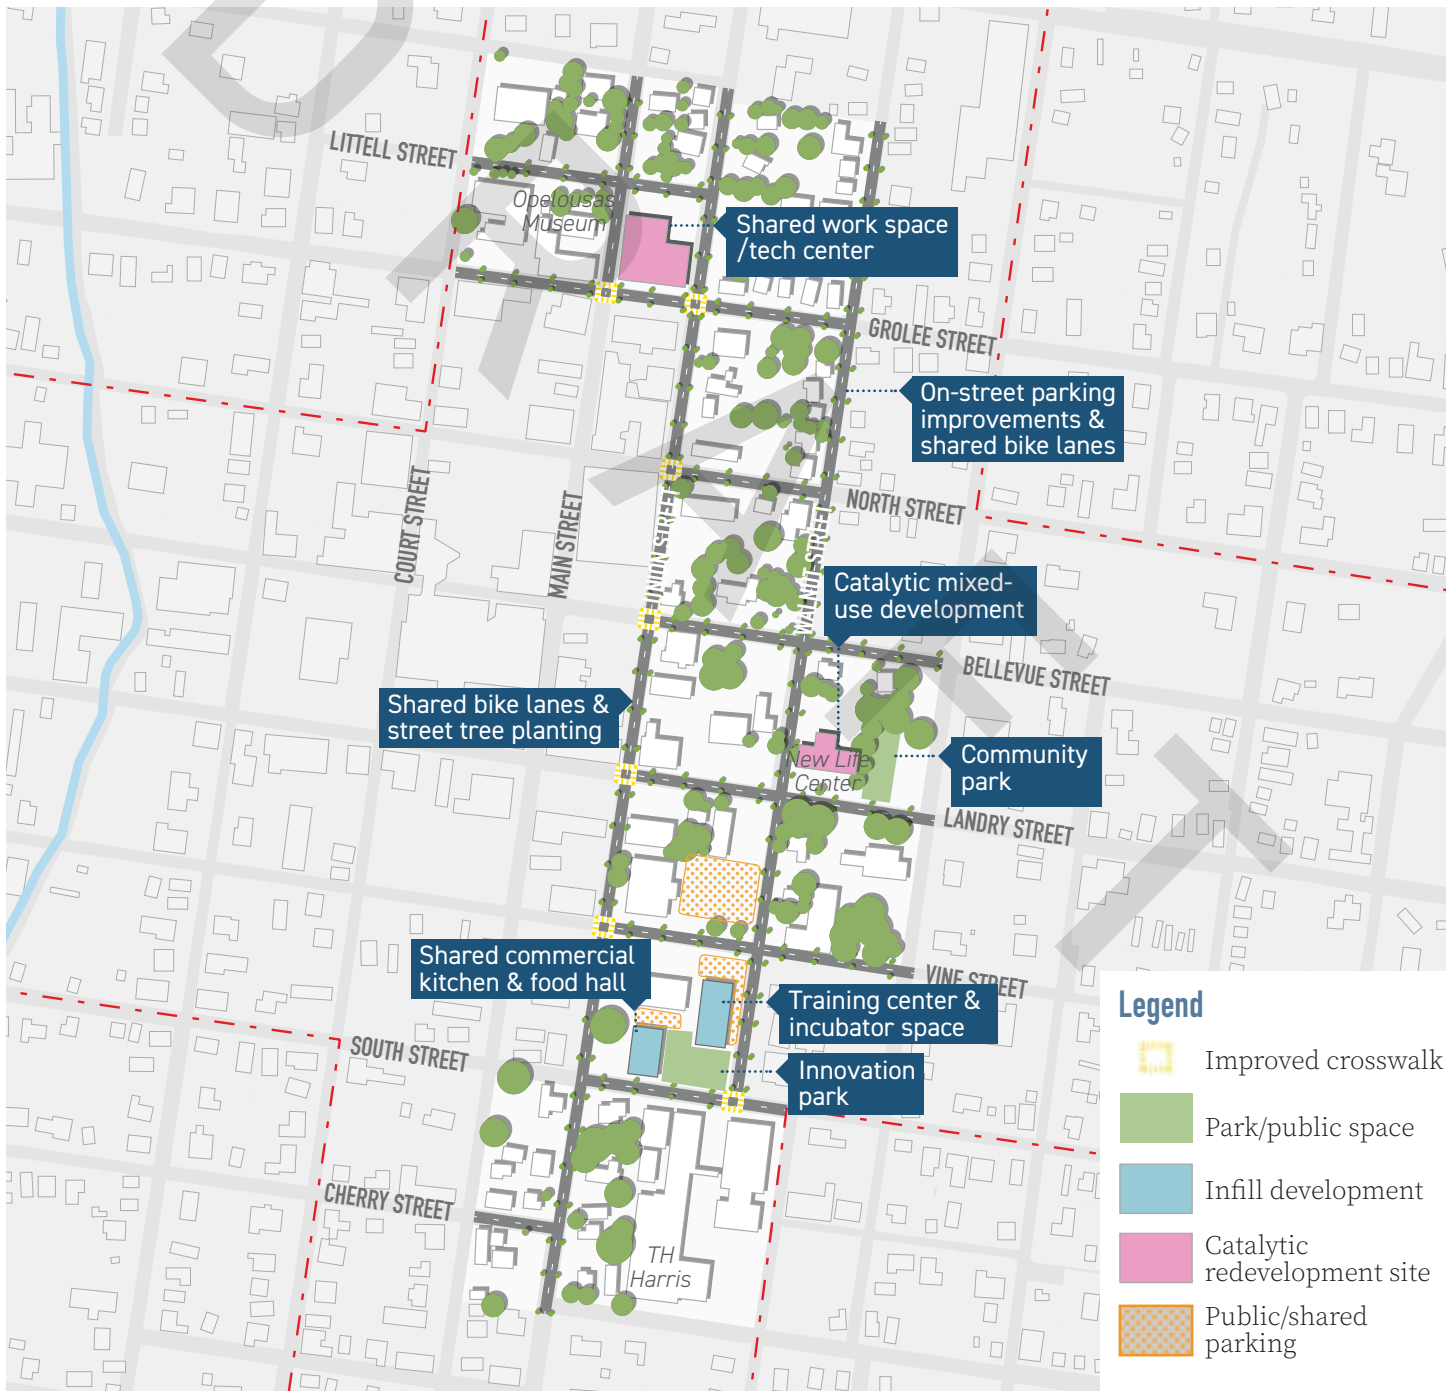 LITTELL STREET
Opelousas
Museum
Shared work space
/tech center
GROLEE STREET
On-street parking
improvements &
shared bike lanes
COURT STREET
MAIN STREET
UNION STREET
NORTH STREET
WALNUT STREET
Catalytic mixed-
use development
BELLEVUE STREET
Shared bike lanes &
street tree planting
New Life
Center
Community
park
LANDRY STREET
Shared commercial
kitchen & food hall
VINE STREET
Training center &
incubator space
SOUTH STREET
Innovation
park
CHERRY STREET
TH
Harris
Legend
Improved crosswalk
Park/public space
Infill development
Catalytic
redevelopment site
Public/shared
parking
DRAFT